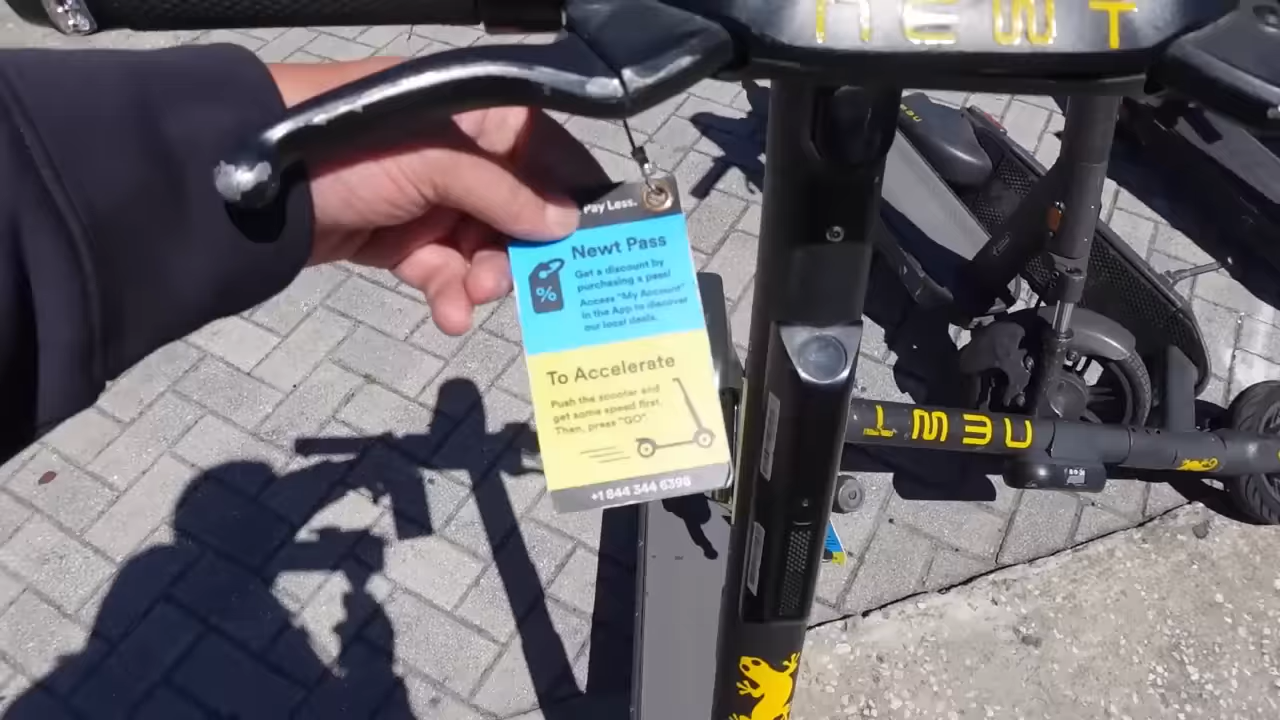 NEWT
Pay Less.
Newt Pass
Get a discount by
purchasing a pass!
Access "My Account"
in the App to discover
our local deals.
%
To Accelerate
Push the scooter and
get some speed first.
Then, press "GO".
+1 844 344 6398
NEWT